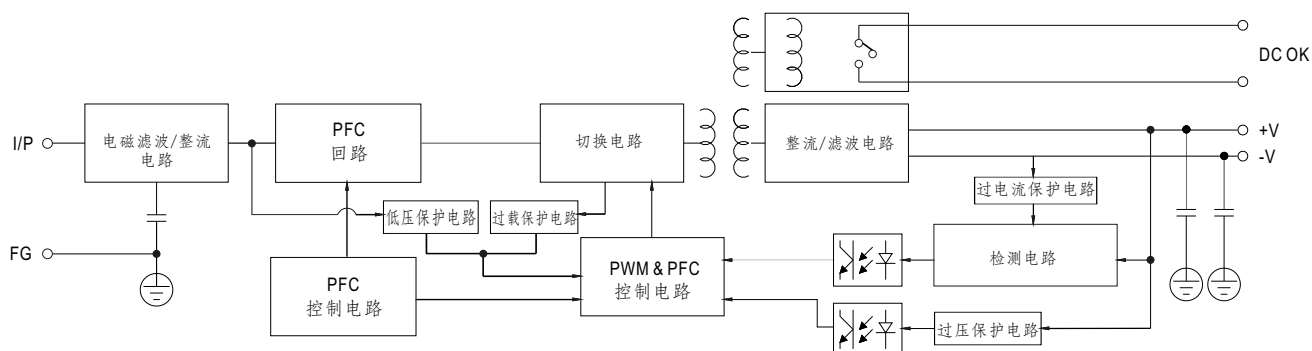 DC OK
I/P
电磁滤波/整流
电路
PFC
回路
切换电路
整流/滤波电路
+V
-V
过电流保护电路
低压保护电路
过载保护电路
FG
PFC
控制电路
PWM & PFC
控制电路
检测电路
过压保护电路